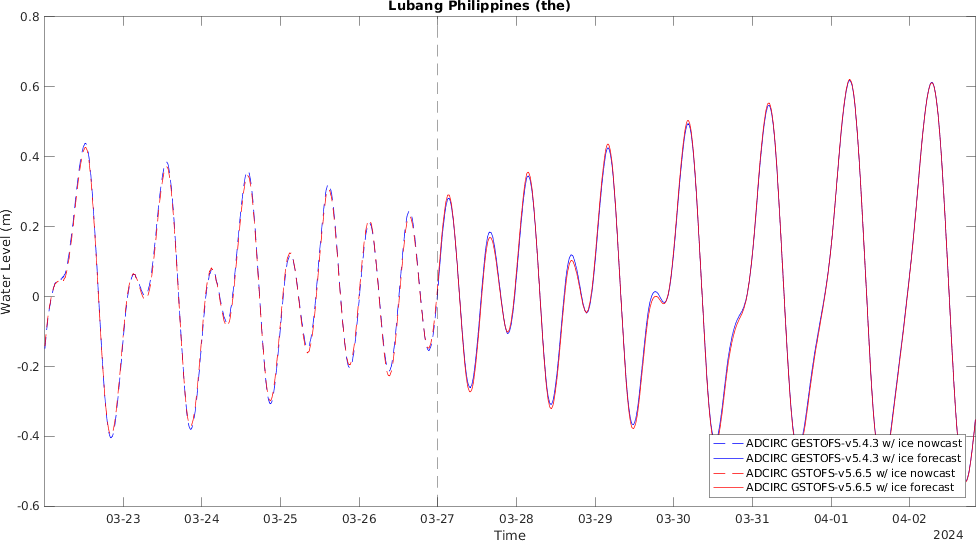 Lubang Philippines (the)
0.8
0.6
0.4
0.2
0
-0.2
-0.4
-0.6
Water Level (m)
ADCIRC GESTOFS-v5.4.3 w/ ice nowcast
ADCIRC GESTOFS-v5.4.3 w/ ice forecast
ADCIRC GSTOFS-v5.6.5 w/ ice nowcast
ADCIRC GSTOFS-v5.6.5 w/ ice forecast
03-23 03-24 03-25 03-26 03-27 03-28 03-29 03-30 03-31 04-01 04-02
Time
2024